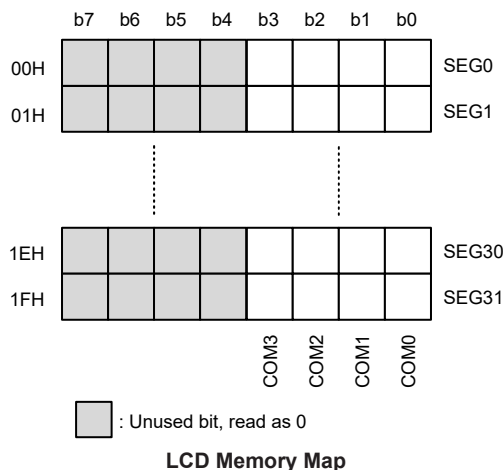 b7 b6 b5 b4 b3 b2 b1 b0
00H SEG0
01H SEG1
1EH SEG30
1FH SEG31
COM3 COM2 COM1 COM0
: Unused bit, read as 0
LCD Memory Map